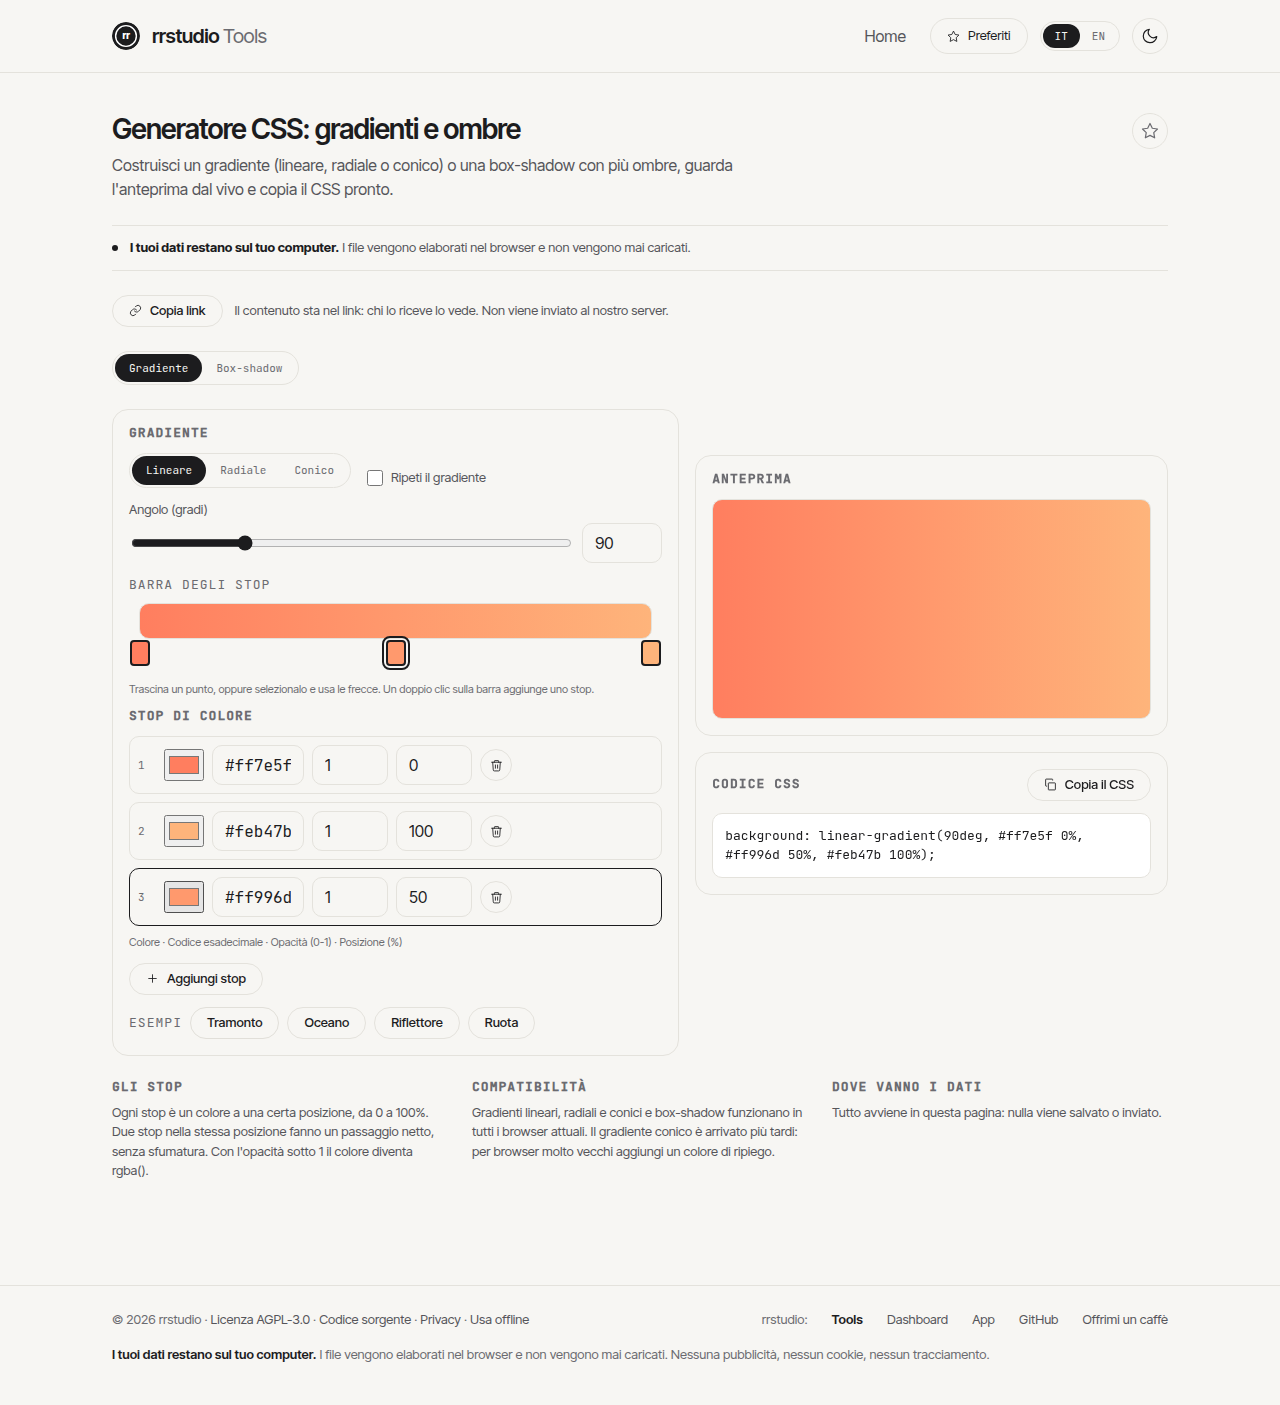 rr
rrstudio Tools
Home
Preferiti
IT
EN
Generatore CSS: gradienti e ombre
Costruisci un gradiente (lineare, radiale o conico) o una box-shadow con più ombre, guarda
l'anteprima dal vivo e copia il CSS pronto.
I tuoi dati restano sul tuo computer. I file vengono elaborati nel browser e non vengono mai caricati.
Copia link
Il contenuto sta nel link: chi lo riceve lo vede. Non viene inviato al nostro server.
Gradiente
Box-shadow
GRADIENTE
Lineare
Radiale
Conico
Ripeti il gradiente
Angolo (gradi)
90
BARRA DEGLI STOP
Trascina un punto, oppure selezionalo e usa le frecce. Un doppio clic sulla barra aggiunge uno stop.
STOP DI COLORE
1
#ff7e5f
1
0
2
#feb47b
1
100
3
#ff996d
1
50
Colore · Codice esadecimale · Opacità (0-1) · Posizione (%)
Aggiungi stop
ESEMPI
Tramonto
Oceano
Riflettore
Ruota
ANTEPRIMA
CODICE CSS
Copia il CSS
background: linear-gradient(90deg, #ff7e5f 0%,
#ff996d 50%, #feb47b 100%);
GLI STOP
Ogni stop è un colore a una certa posizione, da 0 a 100%.
Due stop nella stessa posizione fanno un passaggio netto,
senza sfumatura. Con l'opacità sotto 1 il colore diventa
rgba().
COMPATIBILITÀ
Gradienti lineari, radiali e conici e box-shadow funzionano in
tutti i browser attuali. Il gradiente conico è arrivato più tardi:
per browser molto vecchi aggiungi un colore di ripiego.
DOVE VANNO I DATI
Tutto avviene in questa pagina: nulla viene salvato o inviato.
© 2026 rrstudio · Licenza AGPL-3.0 · Codice sorgente · Privacy · Usa offline
rrstudio:
Tools
Dashboard
App
GitHub
Offrimi un caffè
I tuoi dati restano sul tuo computer. I file vengono elaborati nel browser e non vengono mai caricati. Nessuna pubblicità, nessun cookie, nessun tracciamento.